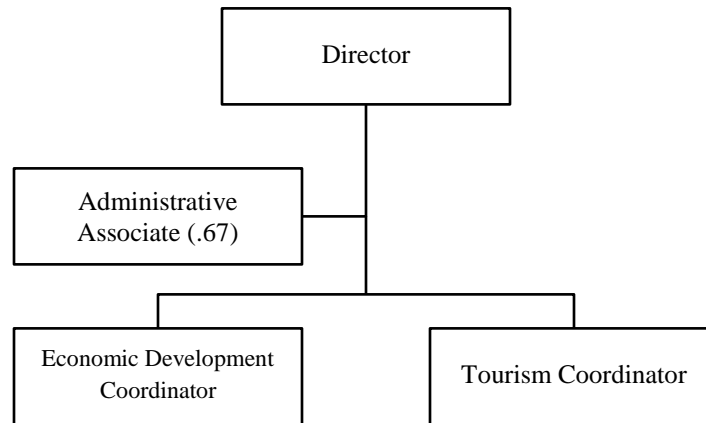 Director
Administrative
Associate (.67)
Economic Development
Coordinator
Tourism Coordinator